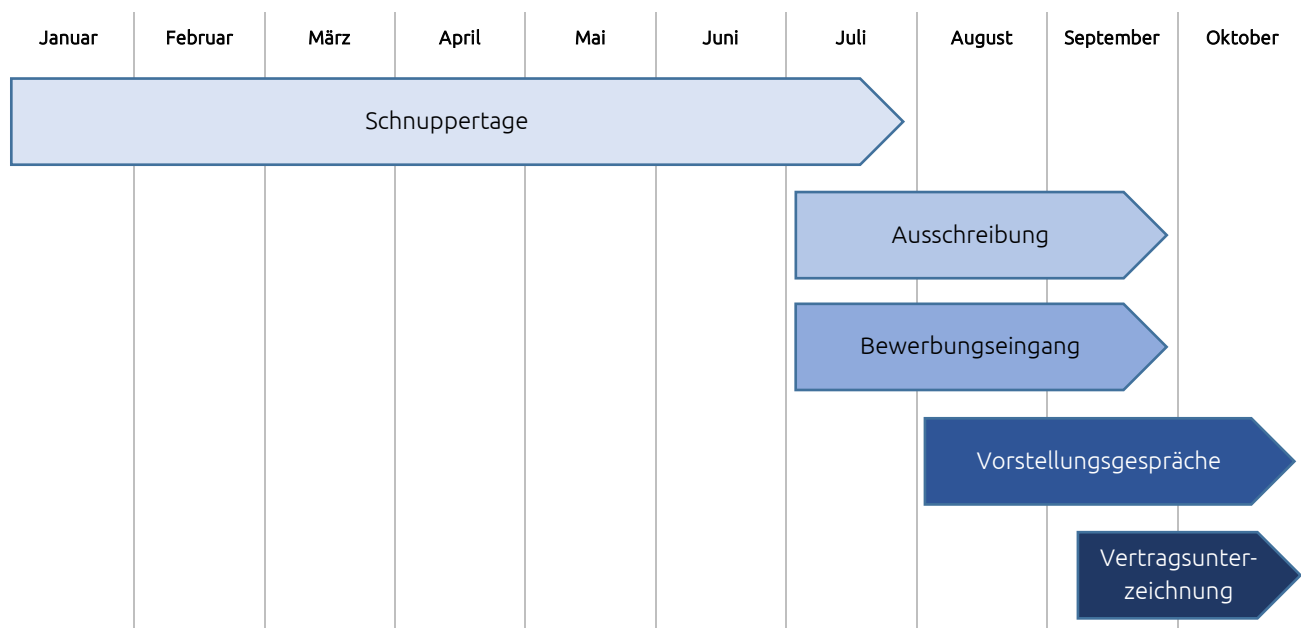 Januar Februar März April Mai Juni Juli August September Oktober
Schnuppertage
Ausschreibung
Bewerbungseingang
Vorstellungsgespräche
Vertragsunter-
zeichnung